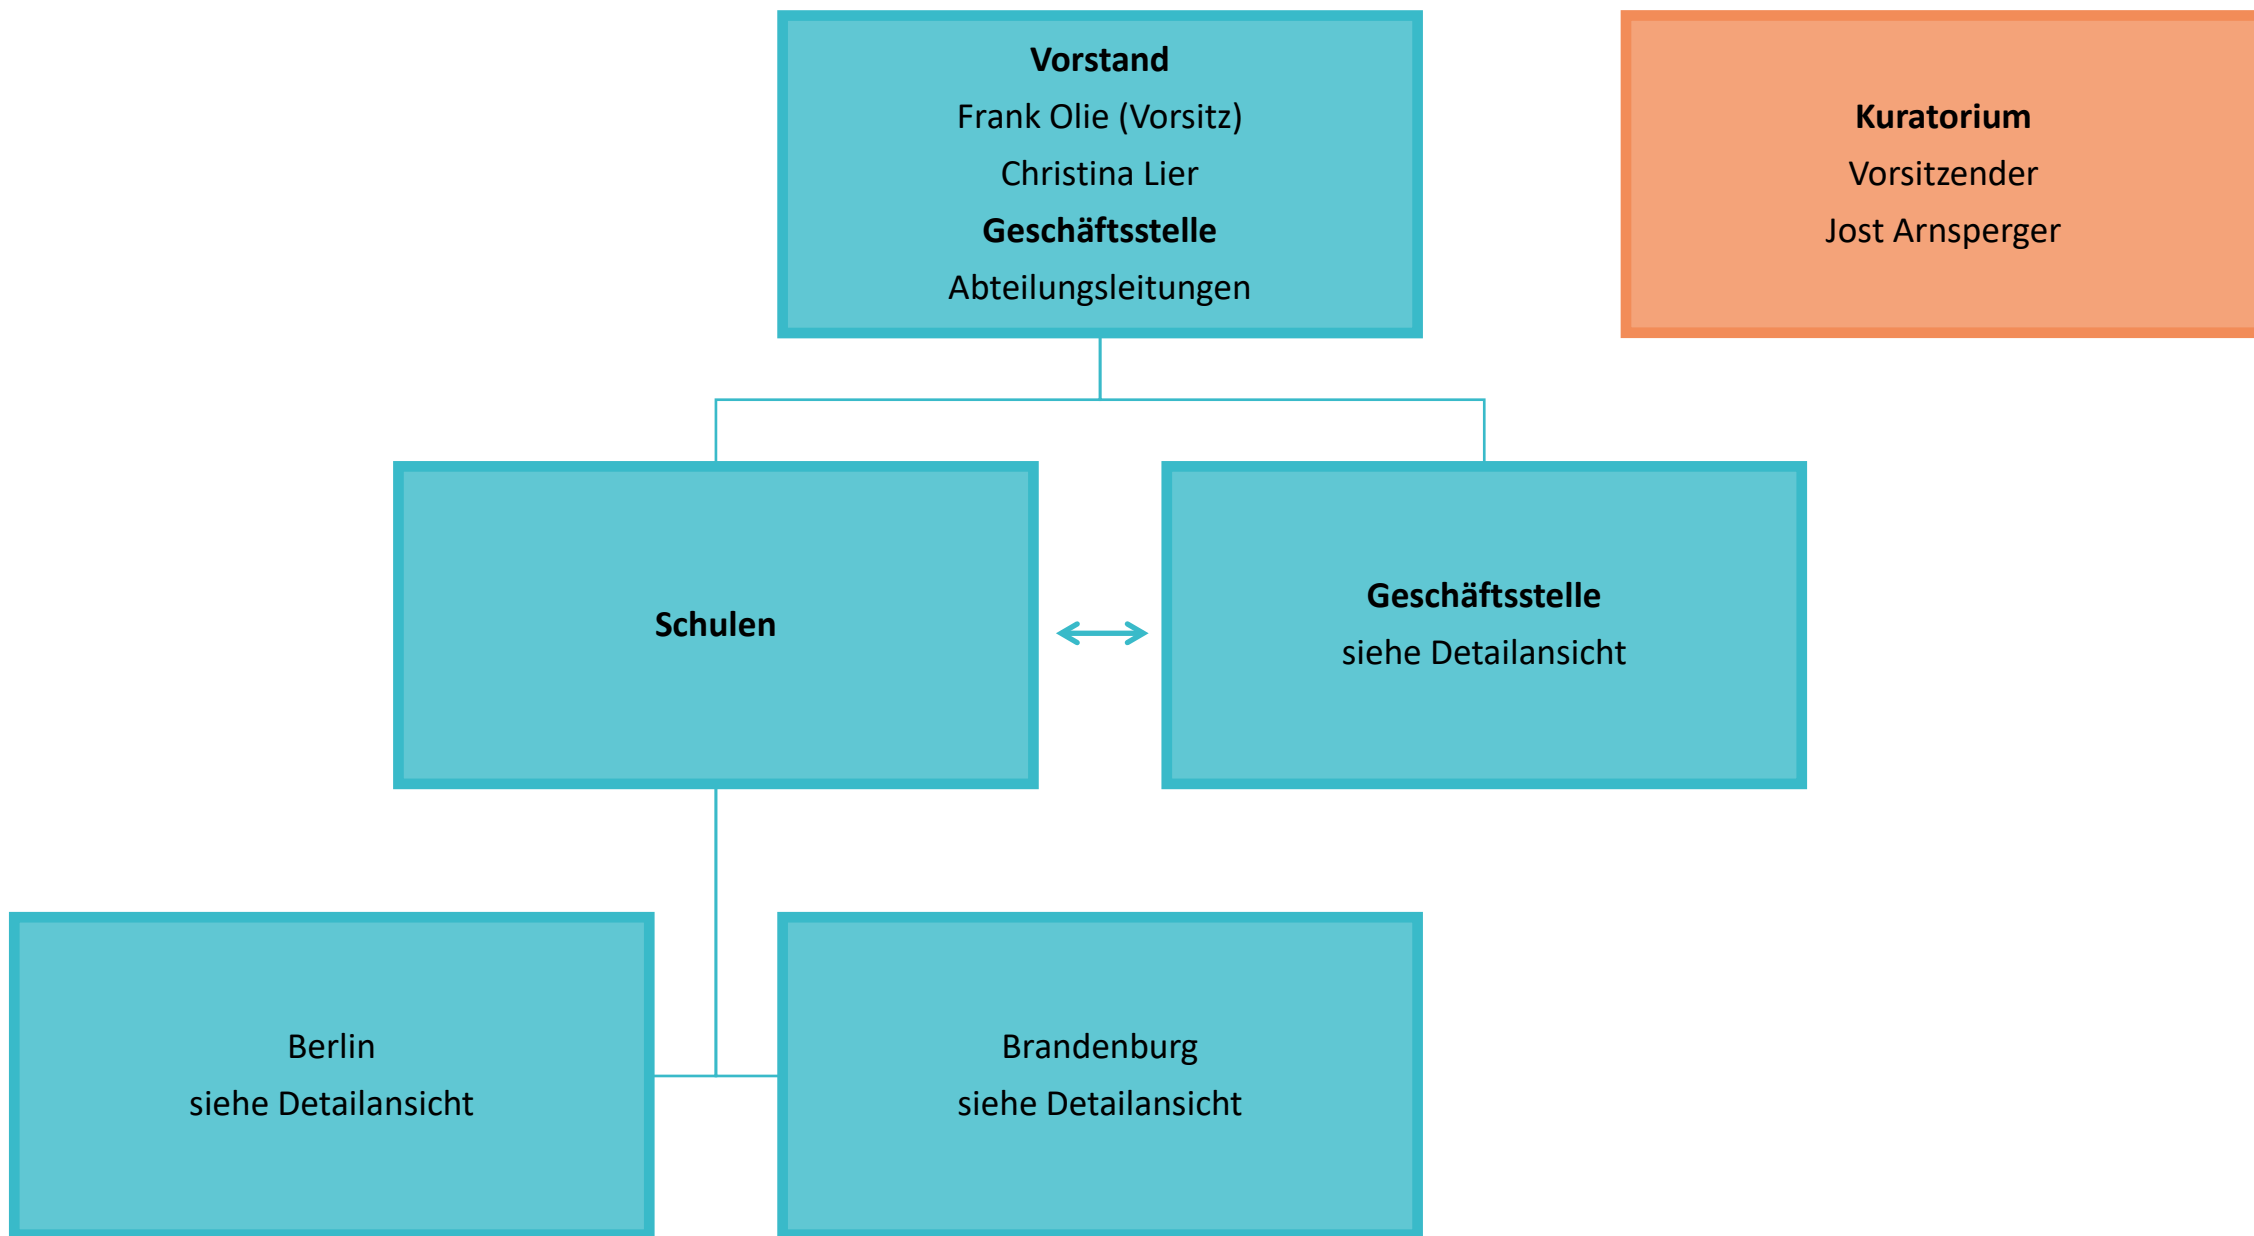 Vorstand
Frank Olie (Vorsitz)
Christina Lier
Geschäftsstelle
Abteilungsleitungen
Kuratorium
Vorsitzender
Jost Arnsperger
Schulen
Geschäftsstelle
siehe Detailansicht
Berlin
siehe Detailansicht
Brandenburg
siehe Detailansicht